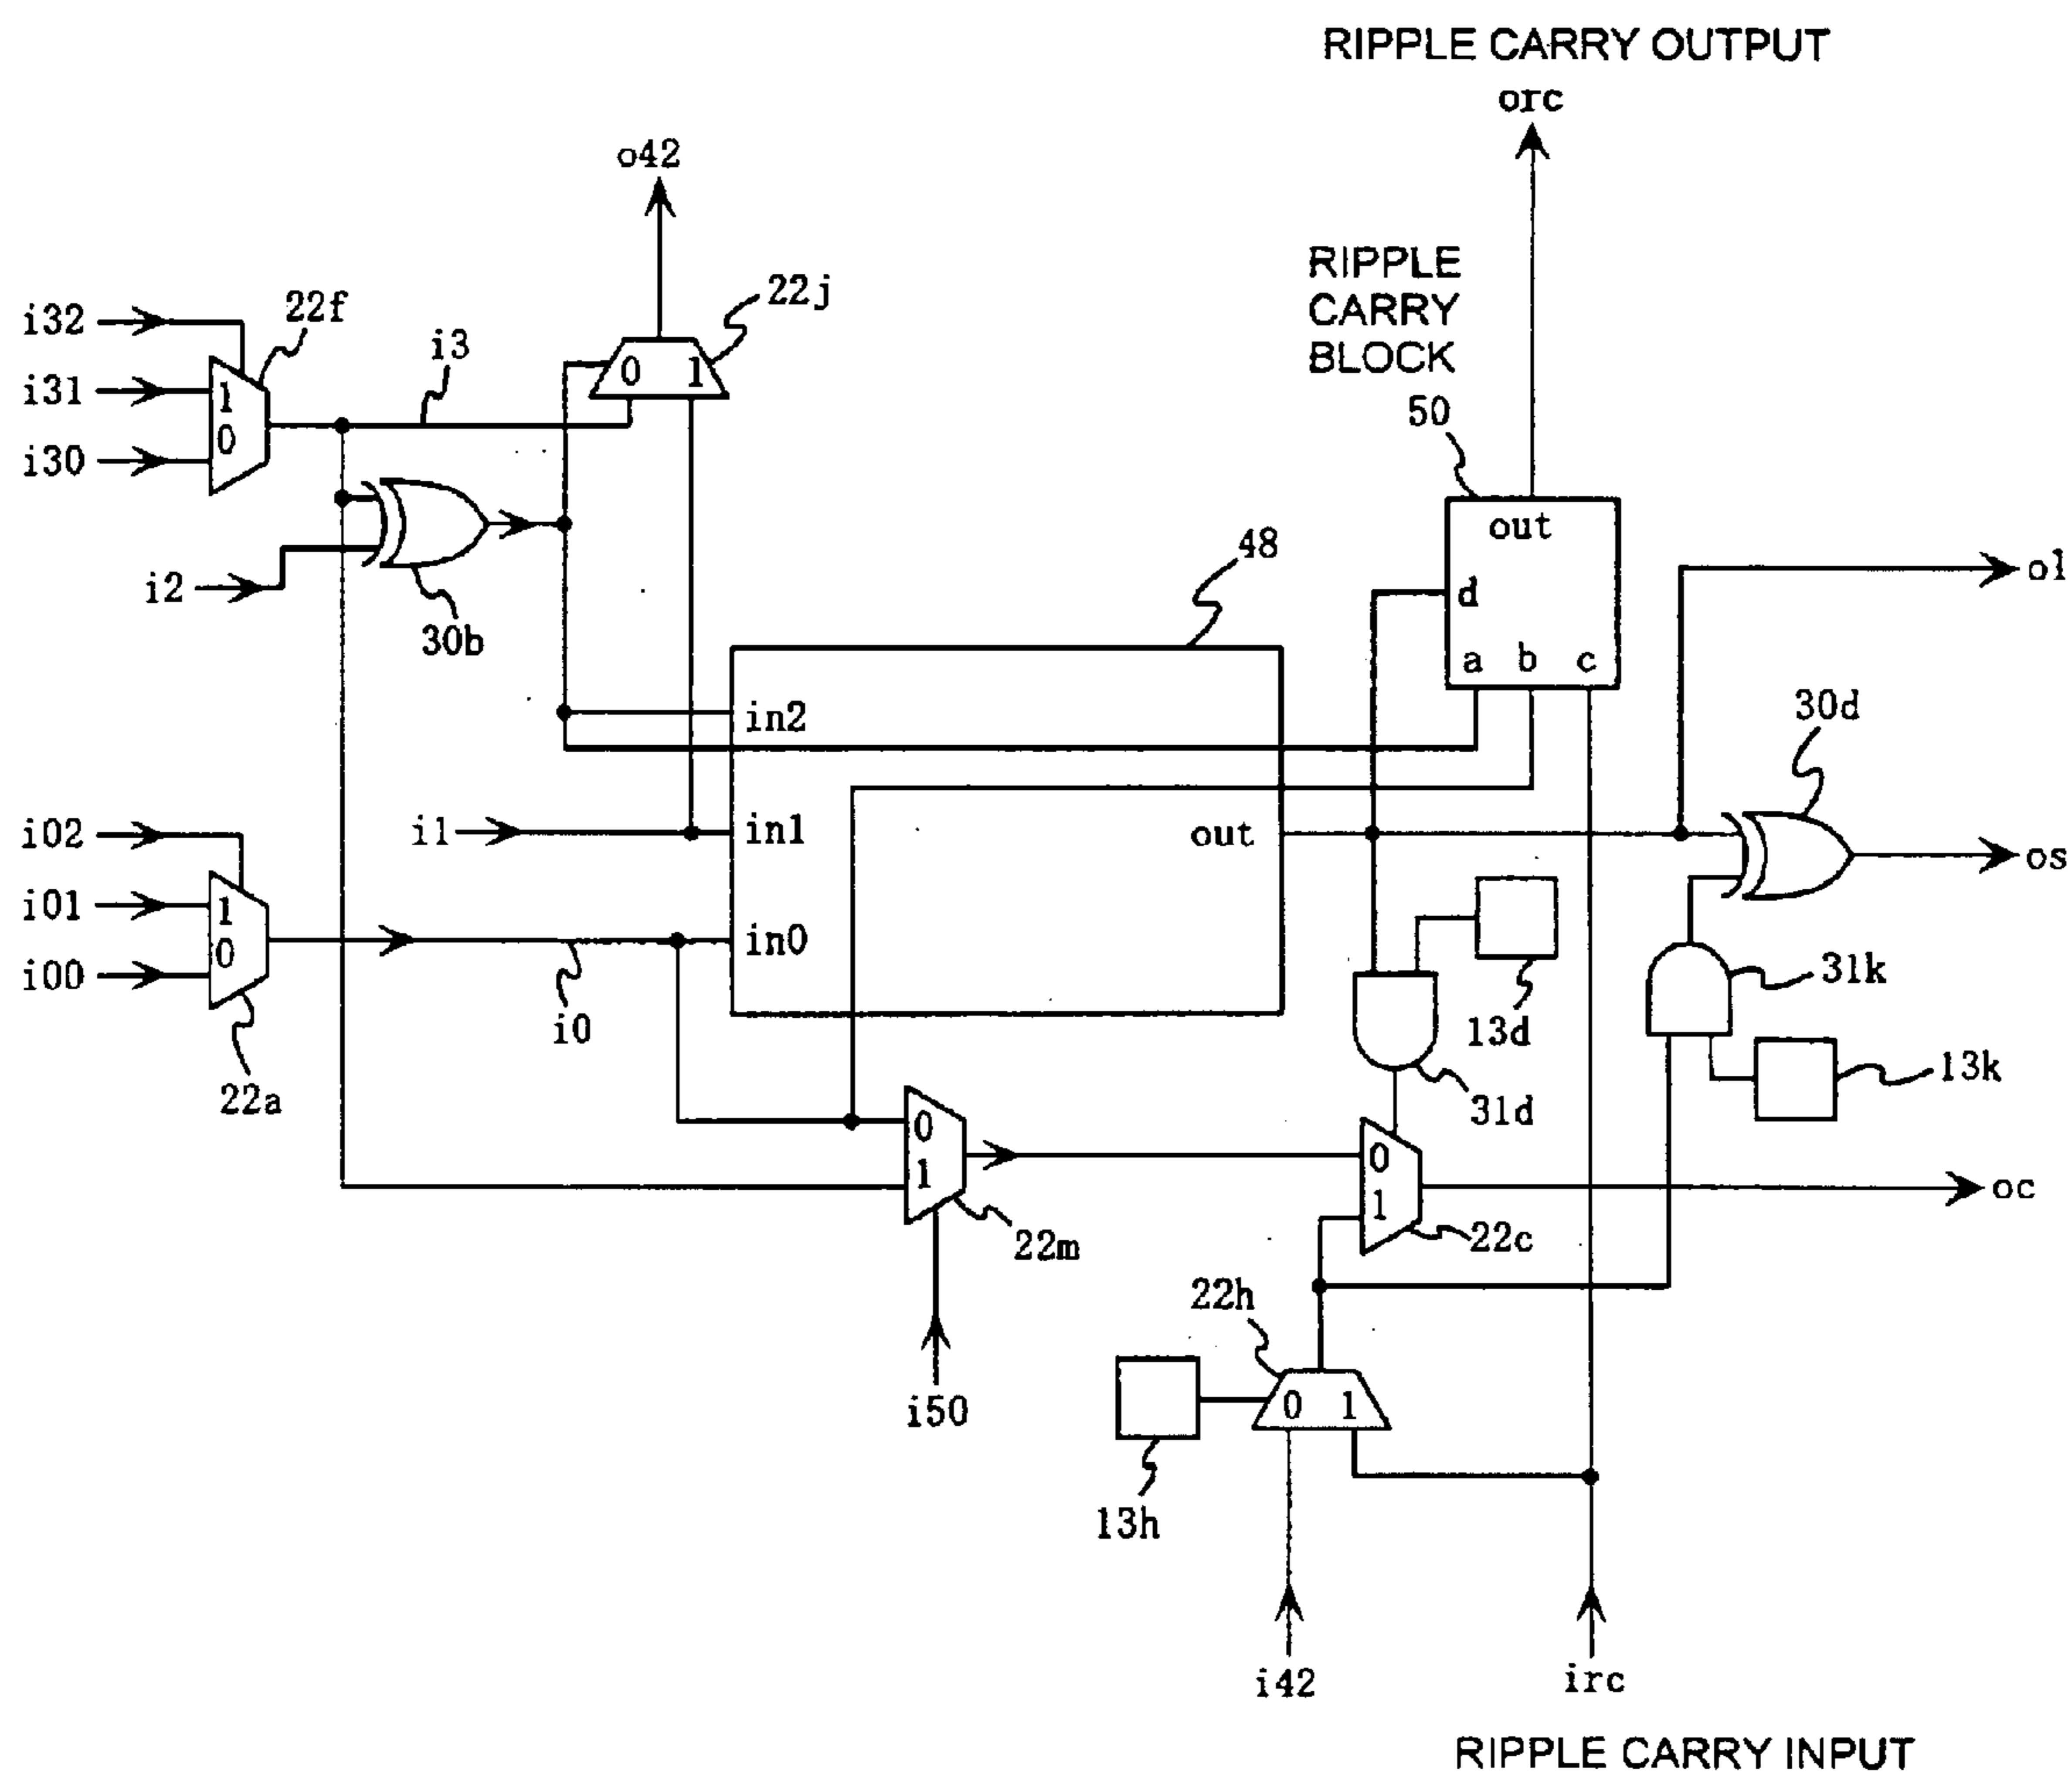 RIPPLE CARRY OUTPUT
orc
o42
RIPPLE
CARRY
BLOCK
50
22j
i32
22f
i3
i31
1
0
i30
0
1
out
48
d
o1
i2
30b
a
b
c
30d
in2
i02
i1
in1
out
os
i01
1
0
i00
in0
i0
13d
31k
22a
31d
13k
0
1
22m
0
1
oc
22c
22h
i50
0
1
13h
i42
irc
RIPPLE CARRY INPUT